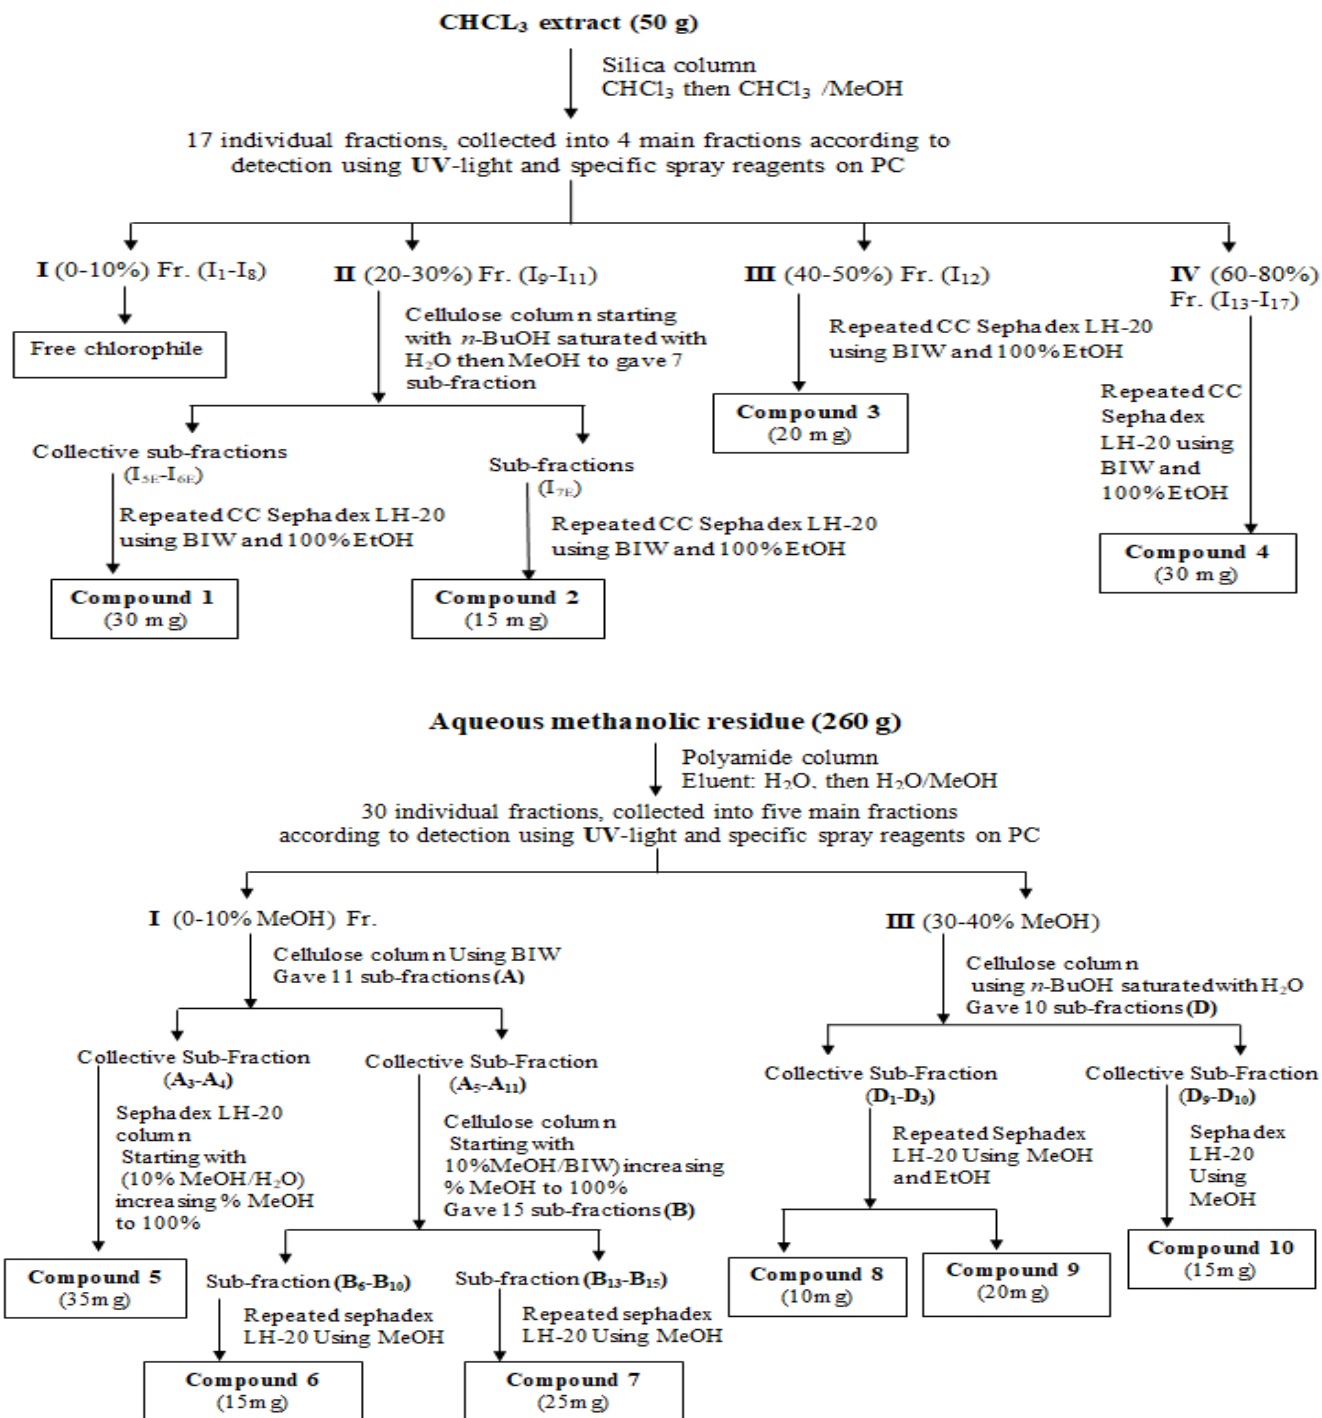 CHCL₃ extract (50 g)
Silica column
CHCl₃ then CHCl₃ /MeOH
17 individual fractions, collected into 4 main fractions according to
detection using UV-light and specific spray reagents on PC
I (0-10%) Fr. (I₁-I₈)
II (20-30%) Fr. (I₉-I₁₁)
III (40-50%) Fr. (I₁₂)
IV (60-80%)
Fr. (I₁₃-I₁₇)
Free chlorophile
Cellulose column starting
with n-BuOH saturated with
H₂O then MeOH to gave 7
sub-fraction
Repeated CC Sephadex LH-20
using BIW and 100% EtOH
Compound 3
(20 mg)
Repeated CC
Sephadex
LH-20 using
BIW and
100% EtOH
Compound 4
(30 mg)
Collective sub-fractions
(I₅E-I₆E)
Sub-fractions
(I₇E)
Repeated CC Sephadex LH-20
using BIW and 100% EtOH
Repeated CC Sephadex LH-20
using BIW and 100% EtOH
Compound 1
(30 mg)
Compound 2
(15 mg)
Aqueous methanolic residue (260 g)
Polyamide column
Eluent: H₂O, then H₂O/MeOH
30 individual fractions, collected into five main fractions
according to detection using UV-light and specific spray reagents on PC
I (0-10% MeOH) Fr.
III (30-40% MeOH)
Cellulose column Using BIW
Gave 11 sub-fractions (A)
Cellulose column
using n-BuOH saturated with H₂O
Gave 10 sub-fractions (D)
Collective Sub-Fraction
(A₃-A₄)
Collective Sub-Fraction
(A₅-A₁₁)
Collective Sub-Fraction
(D₁-D₃)
Collective Sub-Fraction
(D₉-D₁₀)
Sephadex LH-20
column
Starting with
(10% MeOH/H₂O)
increasing % MeOH
to 100%
Cellulose column
Starting with
10%MeOH/BIW) increasing
% MeOH to 100%
Gave 15 sub-fractions (B)
Repeated Sephadex
LH-20 Using MeOH
and EtOH
Sephadex
LH-20
Using
MeOH
Compound 5
(35mg)
Sub-fraction (B₆-B₁₀)
Sub-fraction (B₁₃-B₁₅)
Compound 8
(10mg)
Compound 9
(20mg)
Compound 10
(15mg)
Repeated sephadex
LH-20 Using MeOH
Repeated sephadex
LH-20 Using MeOH
Compound 6
(15mg)
Compound 7
(25mg)